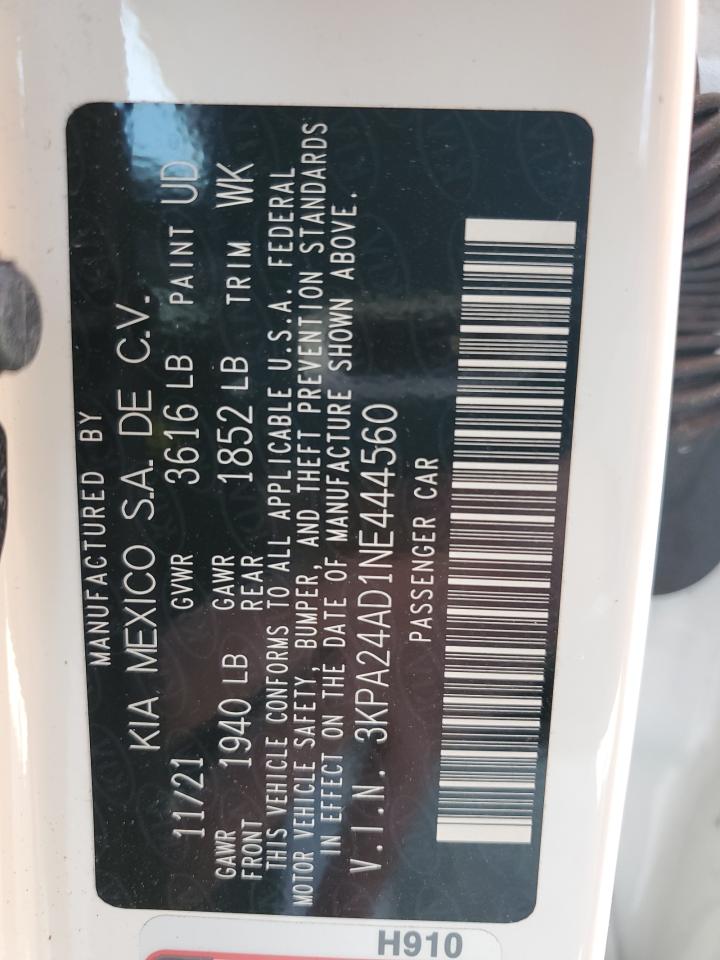 MANUFACTURED BY
KIA MEXICO S.A. DE C.V.
11/21 GVWR 3616 LB PAINT UD
GAWR FRONT 1940 LB GAWR REAR 1852 LB TRIM WK
THIS VEHICLE CONFORMS TO ALL APPLICABLE U.S.A. FEDERAL
MOTOR VEHICLE SAFETY, BUMPER, AND THEFT PREVENTION STANDARDS
IN EFFECT ON THE DATE OF MANUFACTURE SHOWN ABOVE.
V.I.N. 3KPA24AD1NE444560
PASSENGER CAR
H910